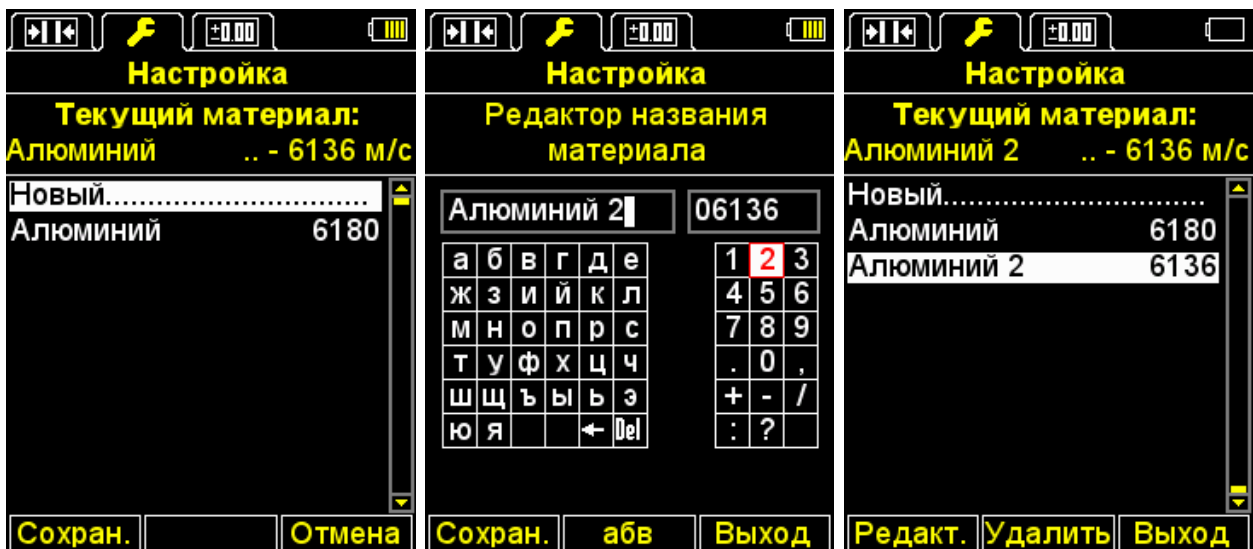 ±0.00
Настройка
Текущий материал:
Алюминий .. - 6136 м/с
Новый..............................
Алюминий 6180
Сохран. Отмена
±0.00
Настройка
Редактор названия
материала
Алюминий 2 06136
а б в г д е 1 2 3
ж з и й к л 4 5 6
м н о п р с 7 8 9
т у ф х ц ч . 0 ,
ш щ ъ ы ь э + - /
ю я ← Del : ?
Сохран. абв Выход
±0.00
Настройка
Текущий материал:
Алюминий 2 .. - 6136 м/с
Новый..............................
Алюминий 6180
Алюминий 2 6136
Редакт. Удалить Выход